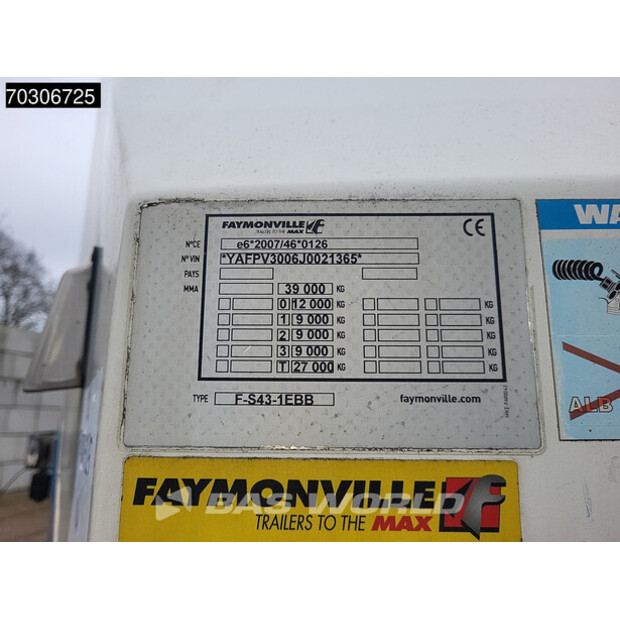 70306725
FAYMONVILLE
TRAILERS TO THE MAX
CE
N°CE e6*2007/46*0126
N°VIN *YAFPV3006J0021365*
PAYS
MMA 39 000 KG
0 12 000 KG KG
1 9 000 KG KG
2 9 000 KG KG
3 9 000 KG KG
T 27 000 KG KG
TYPE F-S43-1EBB faymonville.com
WA
ALB
FAYMONVILLE
TRAILERS TO THE MAX
BAS WORLD